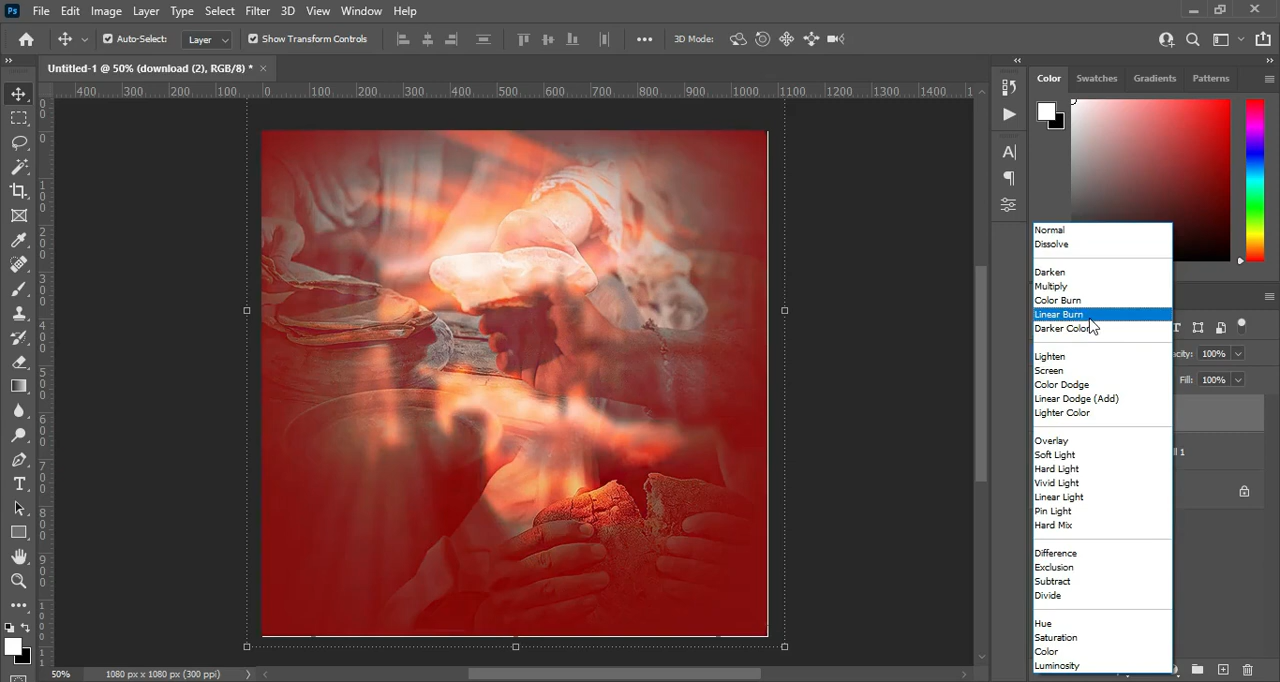 Ps File Edit Image Layer Type Select Filter 3D View Window Help
Auto-Select: Layer Show Transform Controls 3D Mode:
Untitled-1 @ 50% (download (2), RGB/8) * ×
Color Swatches Gradients Patterns
400 300 200 100 0 100 200 300 400 500 600 700 800 900 1000 1100 1200 1300 1400
Normal
Dissolve
Darken
Multiply
Color Burn
Linear Burn
Darker Color
Lighten
Screen
Color Dodge
Linear Dodge (Add)
Lighter Color
Overlay
Soft Light
Hard Light
Vivid Light
Linear Light
Pin Light
Hard Mix
Difference
Exclusion
Subtract
Divide
Hue
Saturation
Color
Luminosity
acity: 100%
Fill: 100%
ll 1
50% 1080 px x 1080 px (300 ppi)